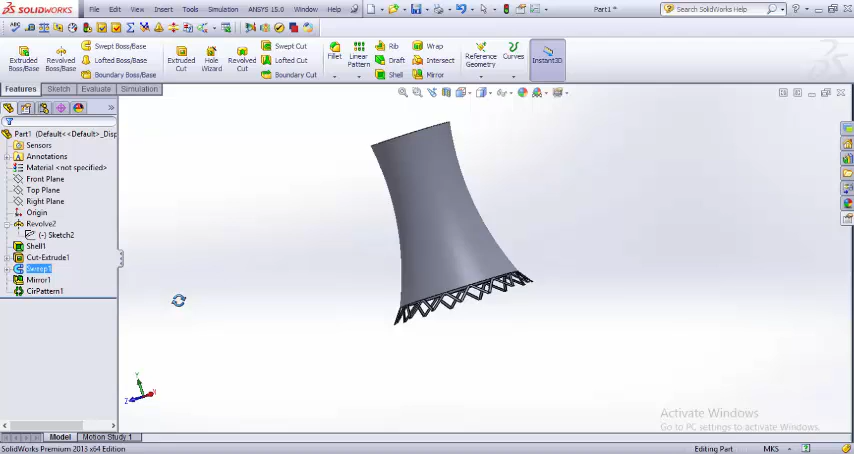 SOLIDWORKS File Edit View Insert Tools Simulation ANSYS 15.0 Window Help Part1 * Search SolidWorks Help
Extruded Boss/Base
Revolved Boss/Base
Swept Boss/Base
Lofted Boss/Base
Boundary Boss/Base
Extruded Cut
Hole Wizard
Revolved Cut
Swept Cut
Lofted Cut
Boundary Cut
Fillet
Linear Pattern
Rib
Draft
Shell
Wrap
Intersect
Mirror
Reference Geometry
Curves
Instant3D
Features Sketch Evaluate Simulation
Part1 (Default<<Default>_Disp
Sensors
Annotations
Material <not specified>
Front Plane
Top Plane
Right Plane
Origin
Revolve2
(-) Sketch2
Shell1
Cut-Extrude1
Sweep1
Mirror1
CirPattern1
Y
Z
X
Activate Windows
Go to PC settings to activate Windows.
Model Motion Study 1
SolidWorks Premium 2013 x64 Edition Editing Part MKS